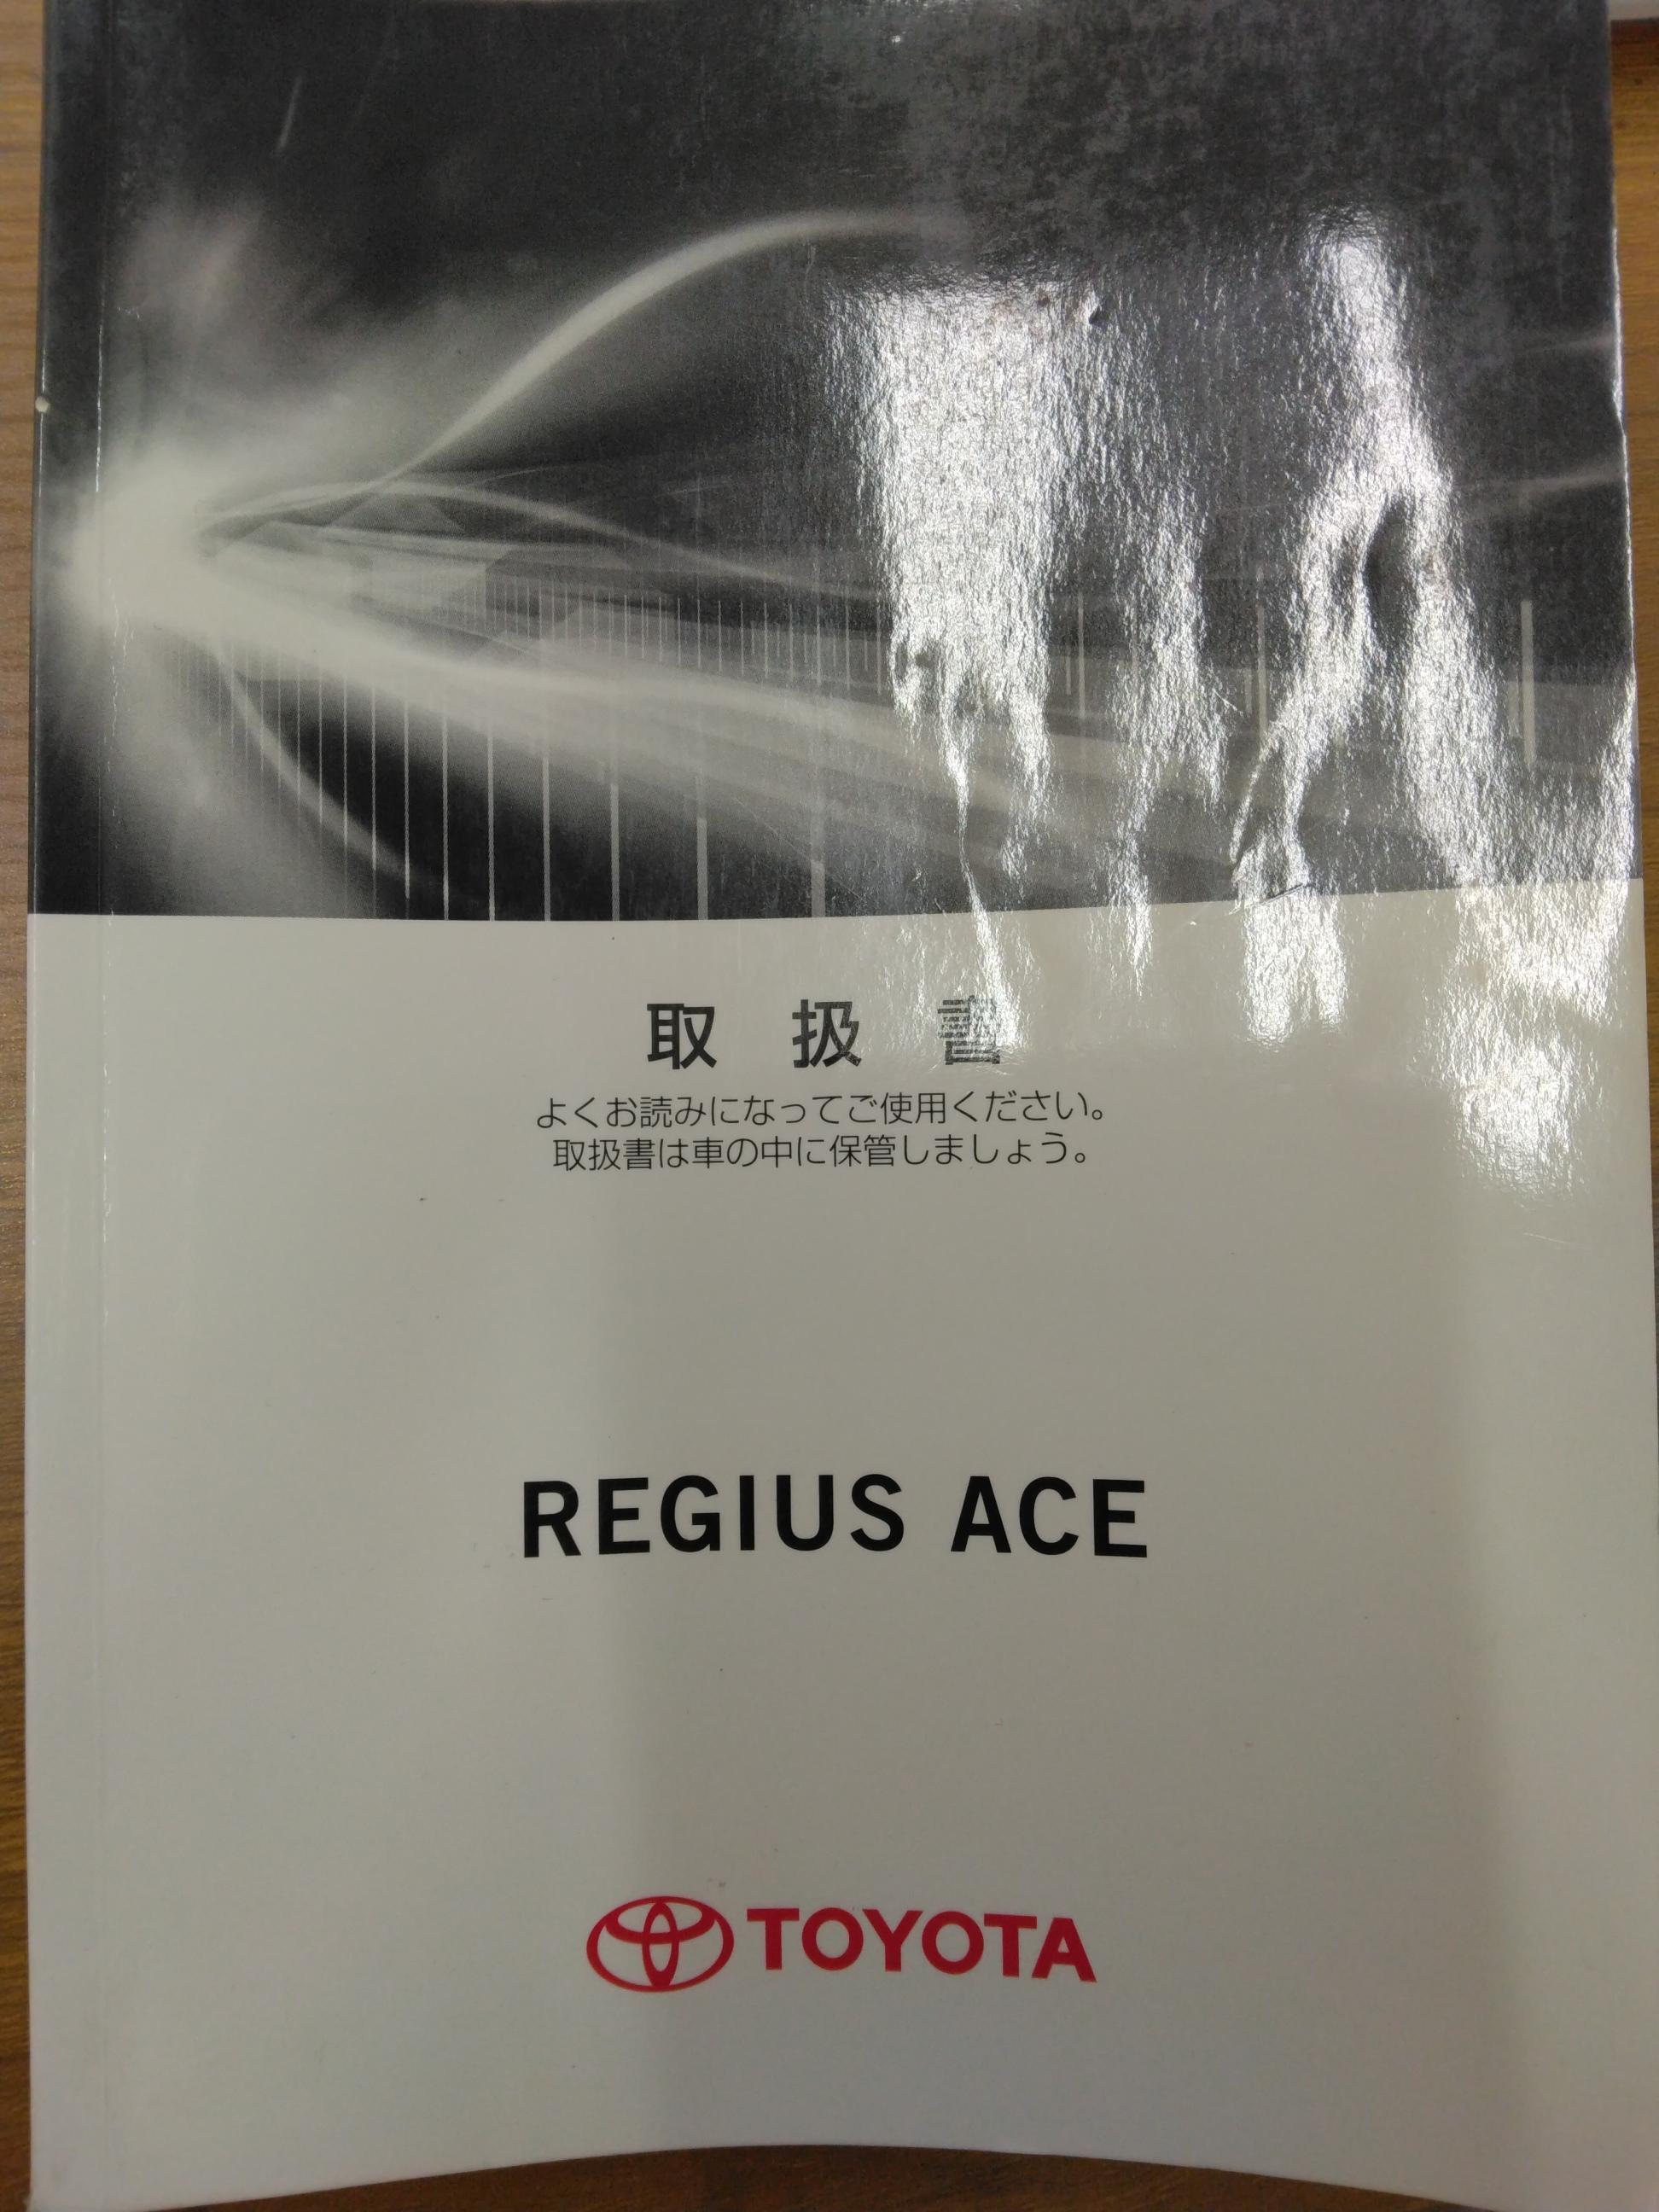 取扱書
よくお読みになってご使用ください。
取扱書は車の中に保管しましょう。
REGIUS ACE
TOYOTA